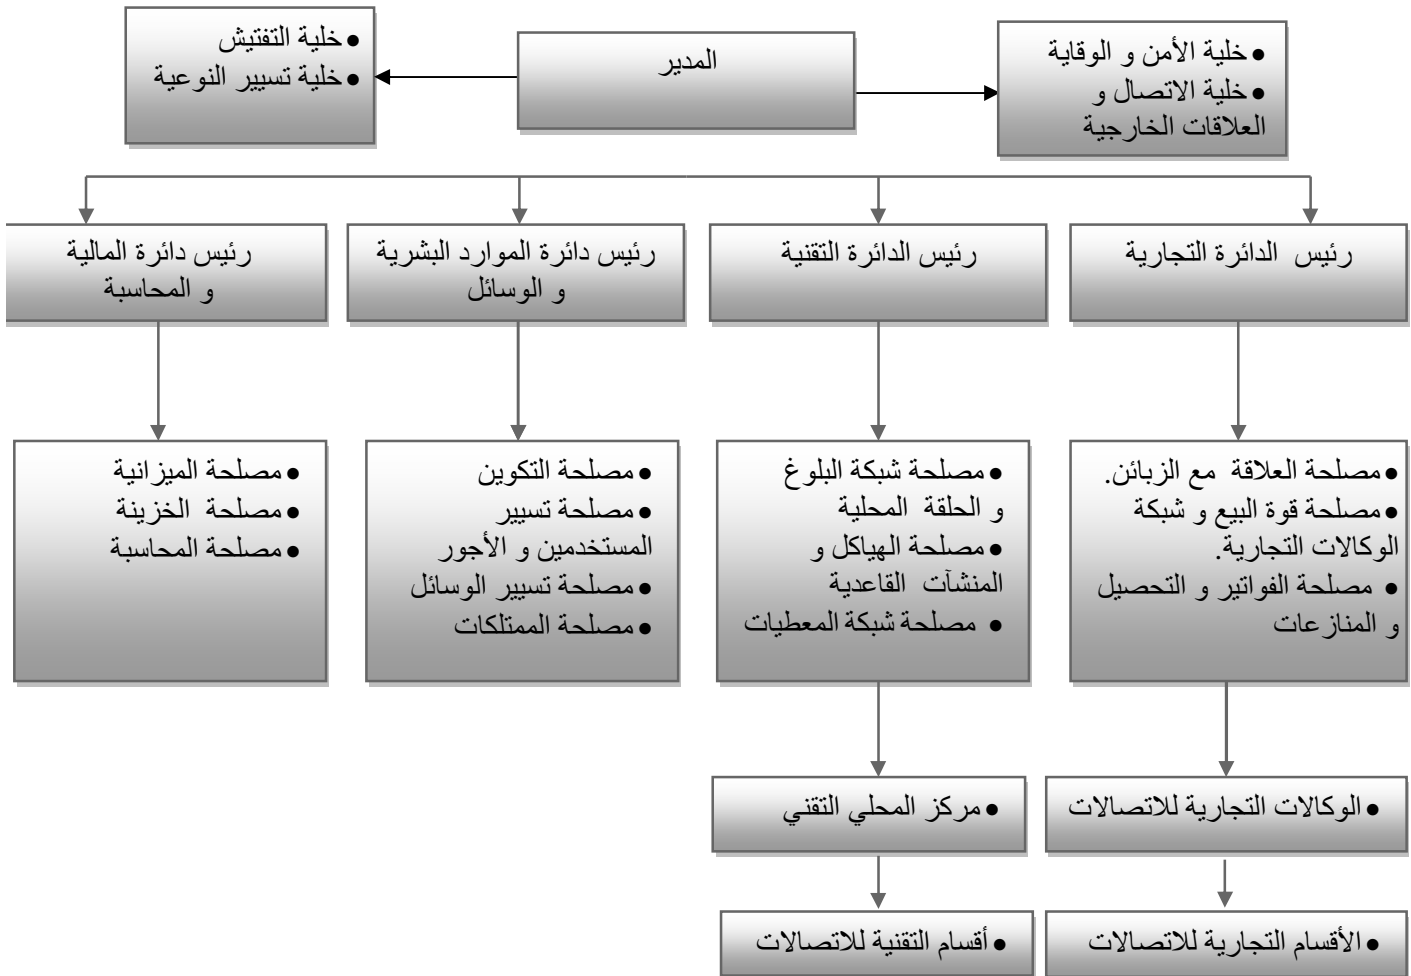 • خلية الأمن و الوقاية
• خلية الاتصال و
العلاقات الخارجية
المدير
• خلية التفتيش
• خلية تسيير النوعية
رئيس الدائرة التجارية
رئيس الدائرة التقنية
رئيس دائرة الموارد البشرية
و الوسائل
رئيس دائرة المالية
و المحاسبة
• مصلحة العلاقة مع الزبائن.
• مصلحة قوة البيع و شبكة
الوكالات التجارية.
• مصلحة الفواتير و التحصيل
و المنازعات
• مصلحة شبكة البلوغ
و الحلقة المحلية
• مصلحة الهياكل و
المنشآت القاعدية
• مصلحة شبكة المعطيات
• مصلحة التكوين
• مصلحة تسيير
المستخدمين و الأجور
• مصلحة تسيير الوسائل
• مصلحة الممتلكات
• مصلحة الميزانية
• مصلحة الخزينة
• مصلحة المحاسبة
• الوكالات التجارية للاتصالات
• مركز المحلي التقني
• الأقسام التجارية للاتصالات
• أقسام التقنية للاتصالات